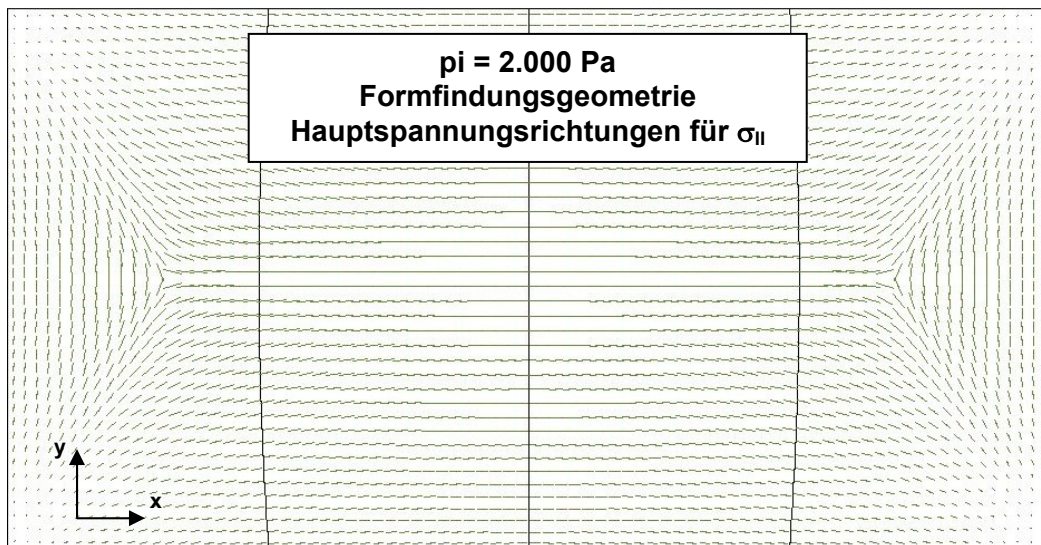 pi = 2.000 Pa
Formfindungsgeometrie
Hauptspannungsrichtungen für σII
y
x